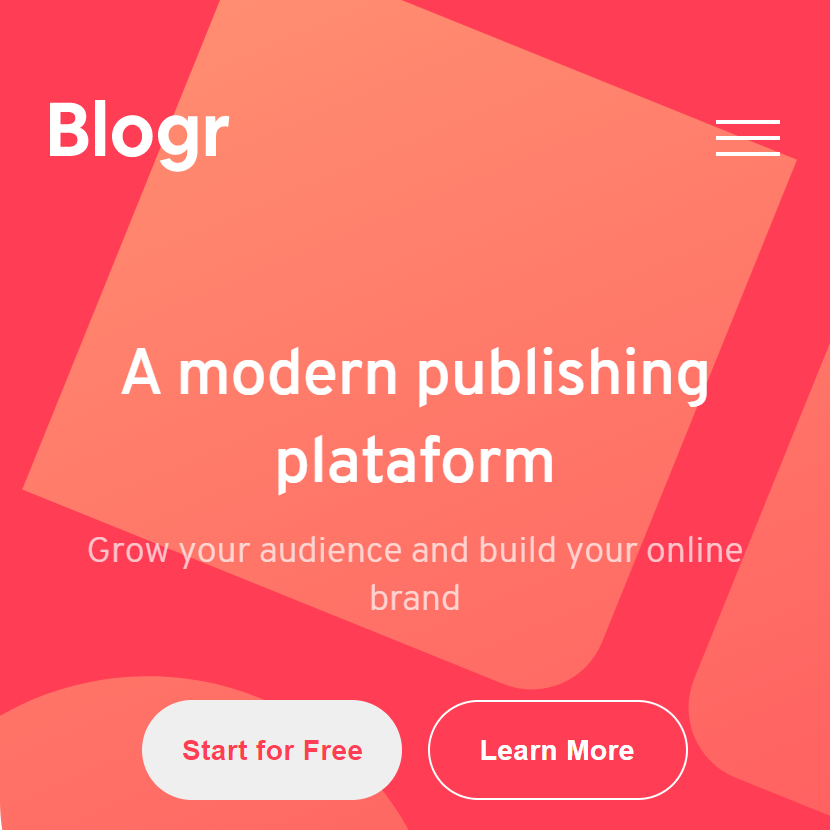 Blogr
A modern publishing
plataform
Grow your audience and build your online
brand
Start for Free
Learn More